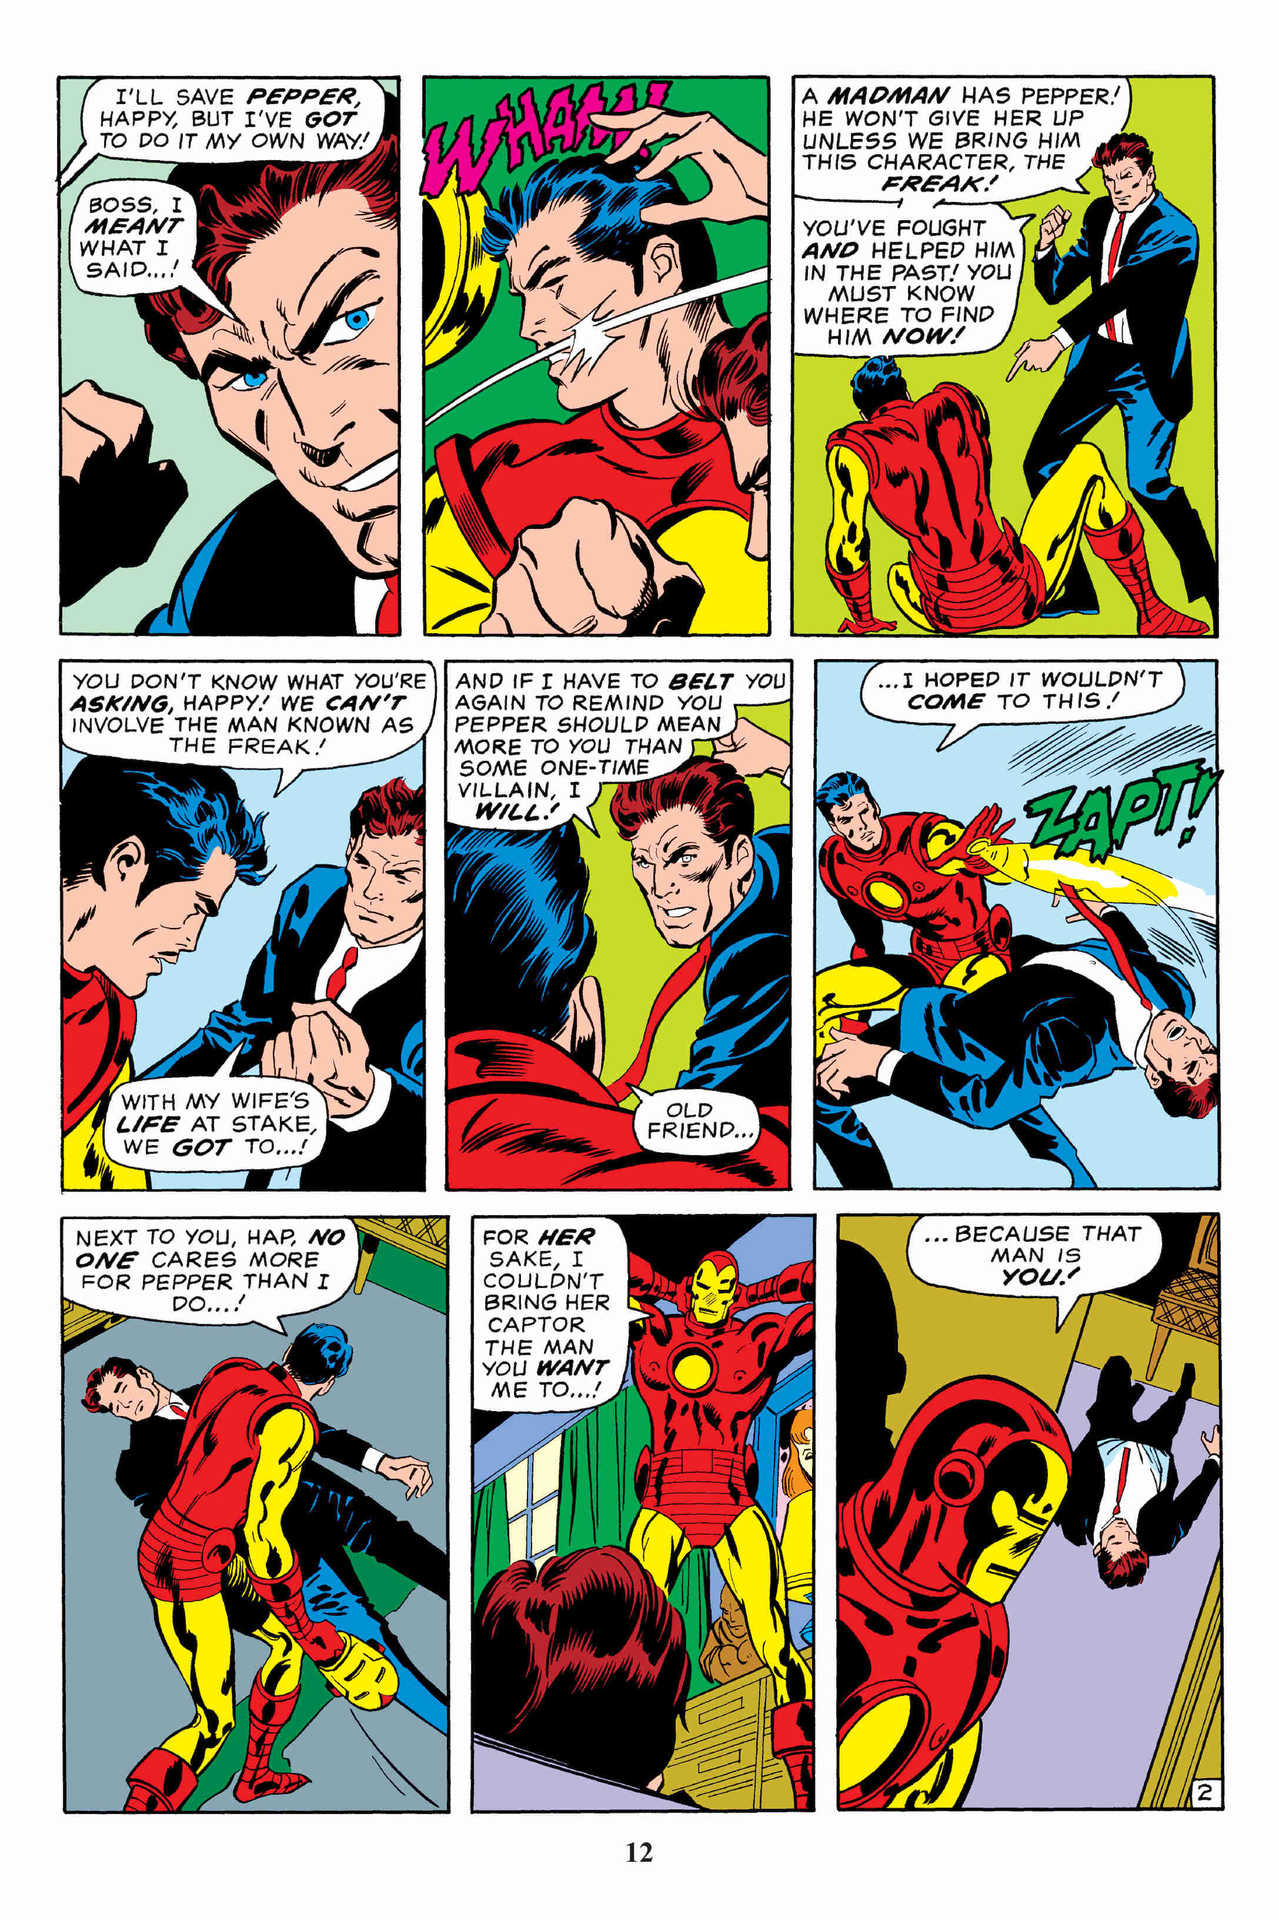 I'LL SAVE PEPPER,
HAPPY, BUT I'VE GOT
TO DO IT MY OWN WAY!
BOSS, I
MEANT
WHAT I
SAID...!
WHAM!
A MADMAN HAS PEPPER!
HE WON'T GIVE HER UP
UNLESS WE BRING HIM
THIS CHARACTER, THE
FREAK!
YOU'VE FOUGHT
AND HELPED HIM
IN THE PAST! YOU
MUST KNOW
WHERE TO FIND
HIM NOW!
YOU DON'T KNOW WHAT YOU'RE
ASKING, HAPPY! WE CAN'T
INVOLVE THE MAN KNOWN AS
THE FREAK!
WITH MY WIFE'S
LIFE AT STAKE,
WE GOT TO...!
AND IF I HAVE TO BELT YOU
AGAIN TO REMIND YOU
PEPPER SHOULD MEAN
MORE TO YOU THAN
SOME ONE-TIME
VILLAIN, I
WILL!
OLD
FRIEND...
...I HOPED IT WOULDN'T
COME TO THIS!
ZAPT!
NEXT TO YOU, HAP, NO
ONE CARES MORE
FOR PEPPER THAN I
DO...!
FOR HER
SAKE, I
COULDN'T
BRING HER
CAPTOR
THE MAN
YOU WANT
ME TO...!
...BECAUSE THAT
MAN IS
YOU!
2
12